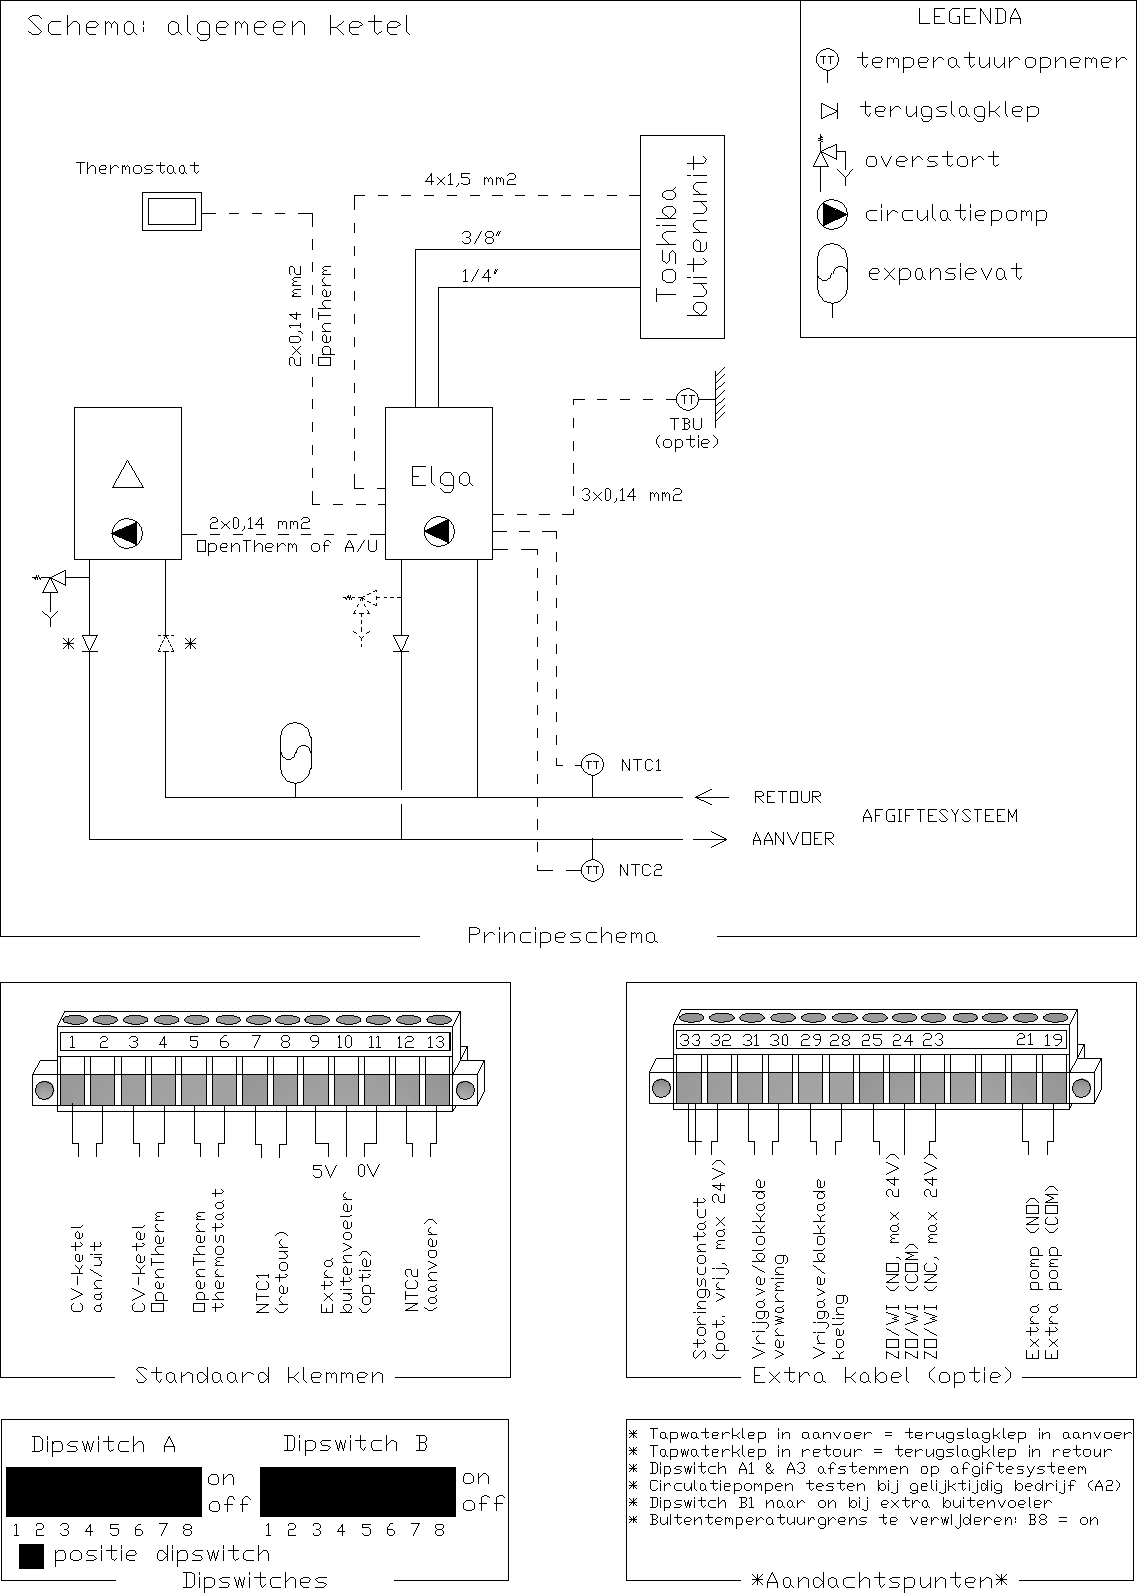 Schema: algemeen ketel
LEGENDA
TT temperatuuropnemer
terugslagklep
overstort
circulatiepomp
expansievat
Thermostaat
4x1,5 mm2
3/8"
1/4"
Toshiba
buitenunit
2x0,14 mm2
OpenTherm
TT
TBU
(optie)
Elga
3x0,14 mm2
2x0,14 mm2
OpenTherm of A/U
*
*
TT NTC1
RETOUR
AFGIFTESYSTEEM
AANVOER
TT NTC2
Principeschema
1 2 3 4 5 6 7 8 9 10 11 12 13
5V 0V
CV-ketel
aan/uit
CV-ketel
OpenTherm
OpenTherm
thermostaat
NTC1
(retour)
Extra
buitenvoeler
(optie)
NTC2
(aanvoer)
Standaard klemmen
33 32 31 30 29 28 25 24 23 21 19
Storingscontact
(pot. vrij, max 24V)
Vrijgave/blokkade
verwarming
Vrijgave/blokkade
koeling
ZO/WI (NO, max 24V)
ZO/WI (COM)
ZO/WI (NC, max 24V)
Extra pomp (NO)
Extra pomp (COM)
Extra kabel (optie)
Dipswitch A
on
off
1 2 3 4 5 6 7 8
Dipswitch B
on
off
1 2 3 4 5 6 7 8
positie dipswitch
Dipswitches
* Tapwaterklep in aanvoer = terugslagklep in aanvoer
* Tapwaterklep in retour = terugslagklep in retour
* Dipswitch A1 & A3 afstemmen op afgiftesysteem
* Circulatiepompen testen bij gelijktijdig bedrijf (A2)
* Dipswitch B1 naar on bij extra buitenvoeler
* Buitentemperatuurgrens te verwijderen: B8 = on
*Aandachtspunten*